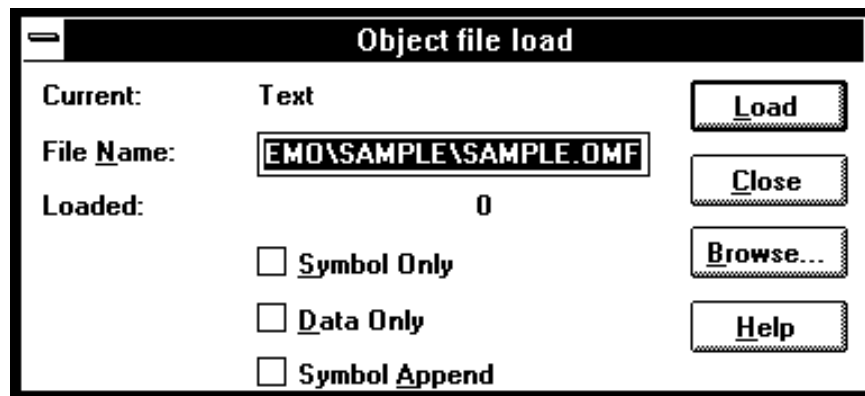 Object file load
Current: Text
Load
File Name: EMO\SAMPLE\SAMPLE.OMF
Close
Loaded: 0
Browse...
Symbol Only
Data Only
Help
Symbol Append